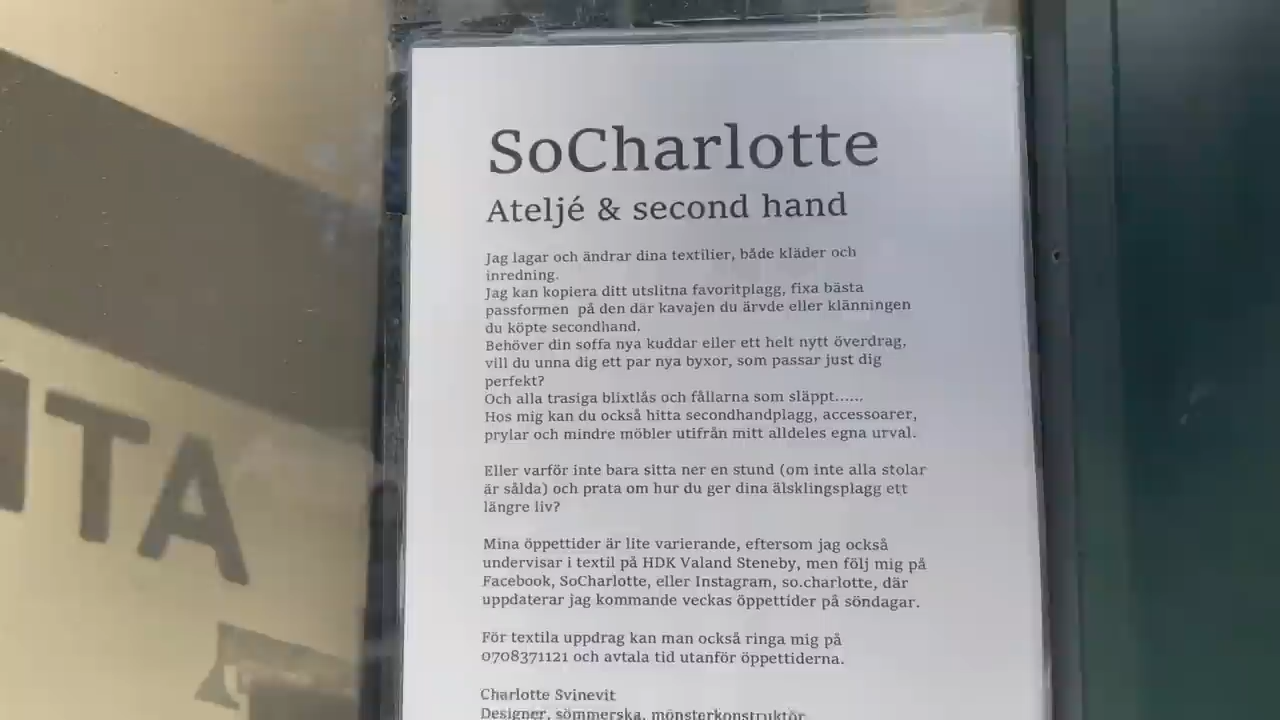 SoCharlotte
Ateljé & second hand
Jag lagar och ändrar dina textilier, både kläder och
inredning.
Jag kan kopiera ditt utslitna favoritplagg, fixa bästa
passformen på den där kavajen du ärvde eller klänningen
du köpte secondhand.
Behöver din soffa nya kuddar eller ett helt nytt överdrag,
vill du unna dig ett par nya byxor, som passar just dig
perfekt?
Och alla trasiga blixtlås och fållarna som släppt......
Hos mig kan du också hitta secondhandplagg, accessoarer,
prylar och mindre möbler utifrån mitt alldeles egna urval.
Eller varför inte bara sitta ner en stund (om inte alla stolar
är sålda) och prata om hur du ger dina älsklingsplagg ett
längre liv?
Mina öppettider är lite varierande, eftersom jag också
undervisar i textil på HDK Valand Steneby, men följ mig på
Facebook, SoCharlotte, eller Instagram, so.charlotte, där
uppdaterar jag kommande veckas öppettider på söndagar.
För textila uppdrag kan man också ringa mig på
0708371121 och avtala tid utanför öppettiderna.
Charlotte Svinevit
Designer, sömmerska, mönsterkonstruktör